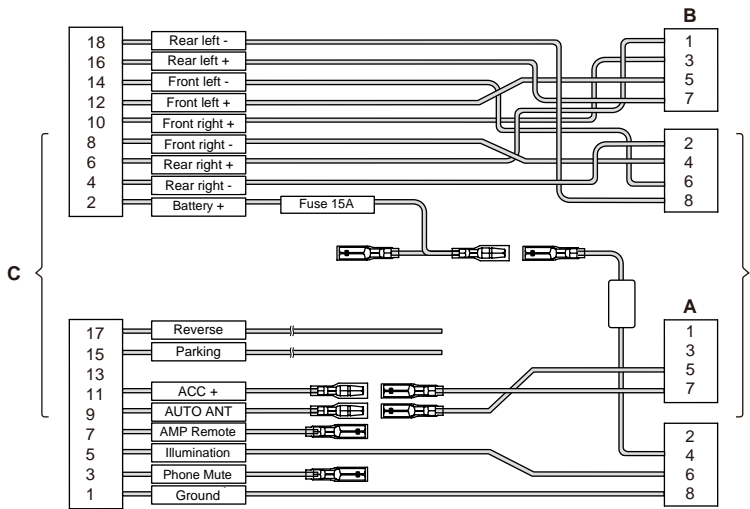 B
18 Rear left - 1
16 Rear left + 3
14 Front left - 5
12 Front left + 7
10 Front right +
8 Front right - 2
6 Rear right + 4
4 Rear right - 6
2 Battery + Fuse 15A 8
C
A
17 Reverse 1
15 Parking 3
13 5
11 ACC + 7
9 AUTO ANT
7 AMP Remote 2
5 Illumination 4
3 Phone Mute 6
1 Ground 8